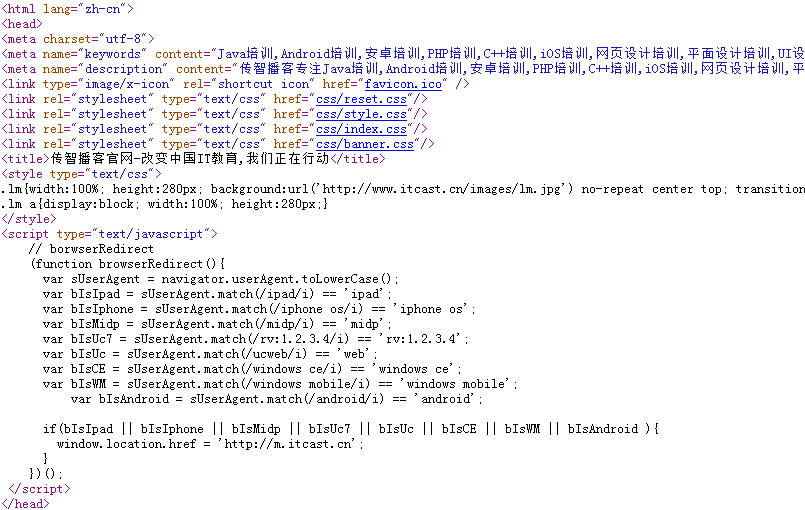 <html lang="zh-cn">
<head>
<meta charset="utf-8">
<meta name="keywords" content="Java培训,Android培训,安卓培训,PHP培训,C++培训,iOS培训,网页设计培训,平面设计培训,UI设
<meta name="description" content="传智播客专注Java培训,Android培训,安卓培训,PHP培训,C++培训,iOS培训,网页设计培训,平
<link type="image/x-icon" rel="shortcut icon" href="favicon.ico" />
<link rel="stylesheet" type="text/css" href="css/reset.css"/>
<link rel="stylesheet" type="text/css" href="css/style.css"/>
<link rel="stylesheet" type="text/css" href="css/index.css"/>
<link rel="stylesheet" type="text/css" href="css/banner.css"/>
<title>传智播客官网-改变中国IT教育,我们正在行动</title>
<style type="text/css">
.lm{width:100%; height:280px; background:url('http://www.itcast.cn/images/lm.jpg') no-repeat center top; transition
.lm a{display:block; width:100%; height:280px;}
</style>
<script type="text/javascript">
// borwserRedirect
(function browserRedirect(){
var sUserAgent = navigator.userAgent.toLowerCase();
var bIsIpad = sUserAgent.match(/ipad/i) == 'ipad';
var bIsIphone = sUserAgent.match(/iphone os/i) == 'iphone os';
var bIsMidp = sUserAgent.match(/midp/i) == 'midp';
var bIsUc7 = sUserAgent.match(/rv:1.2.3.4/i) == 'rv:1.2.3.4';
var bIsUc = sUserAgent.match(/ucweb/i) == 'web';
var bIsCE = sUserAgent.match(/windows ce/i) == 'windows ce';
var bIsWM = sUserAgent.match(/windows mobile/i) == 'windows mobile';
var bIsAndroid = sUserAgent.match(/android/i) == 'android';
if(bIsIpad || bIsIphone || bIsMidp || bIsUc7 || bIsUc || bIsCE || bIsWM || bIsAndroid ){
window.location.href = 'http://m.itcast.cn';
}
})();
</script>
</head>